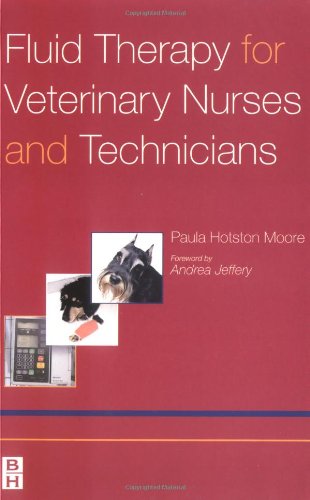 Fluid Therapy for
Veterinary Nurses
and Technicians
Paula Hotston Moore
Foreword by
Andrea Jeffery
B
H